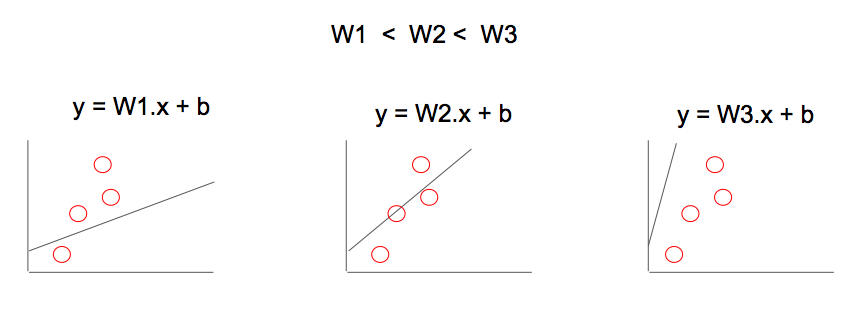 W1 < W2 < W3
y = W1.x + b
y = W2.x + b
y = W3.x + b